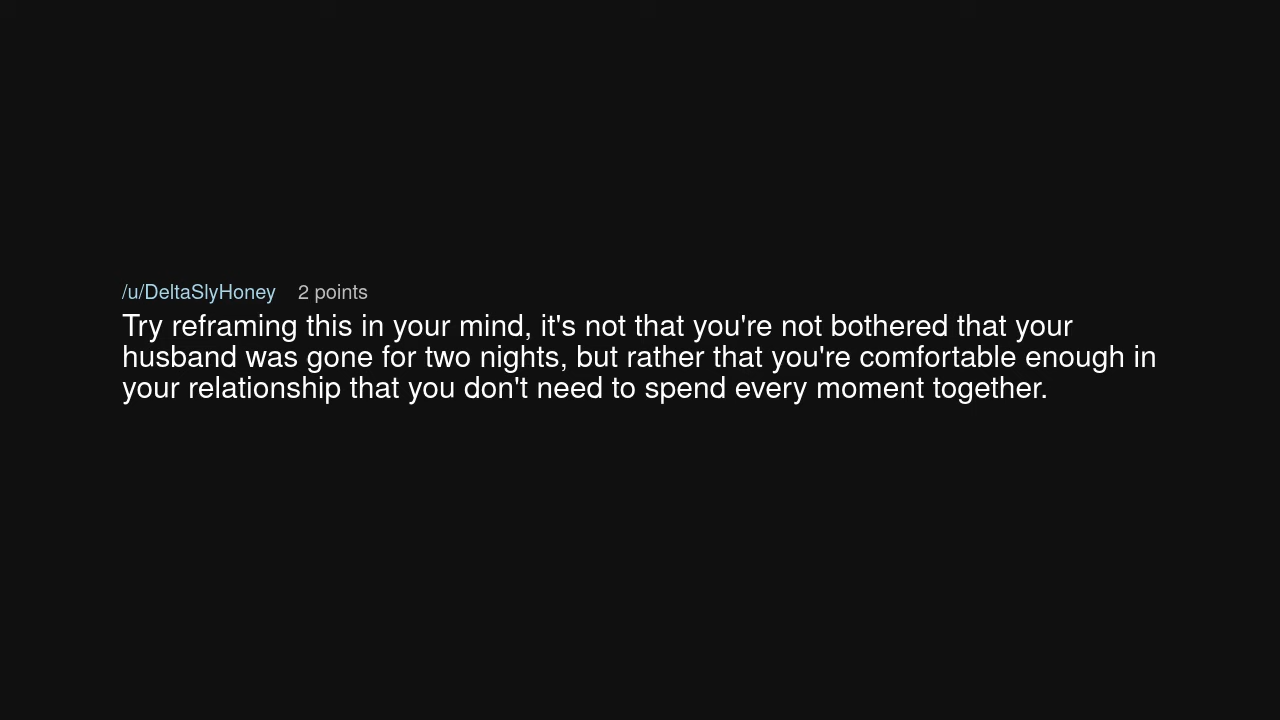 /u/DeltaSlyHoney 2 points
Try reframing this in your mind, it's not that you're not bothered that your
husband was gone for two nights, but rather that you're comfortable enough in
your relationship that you don't need to spend every moment together.